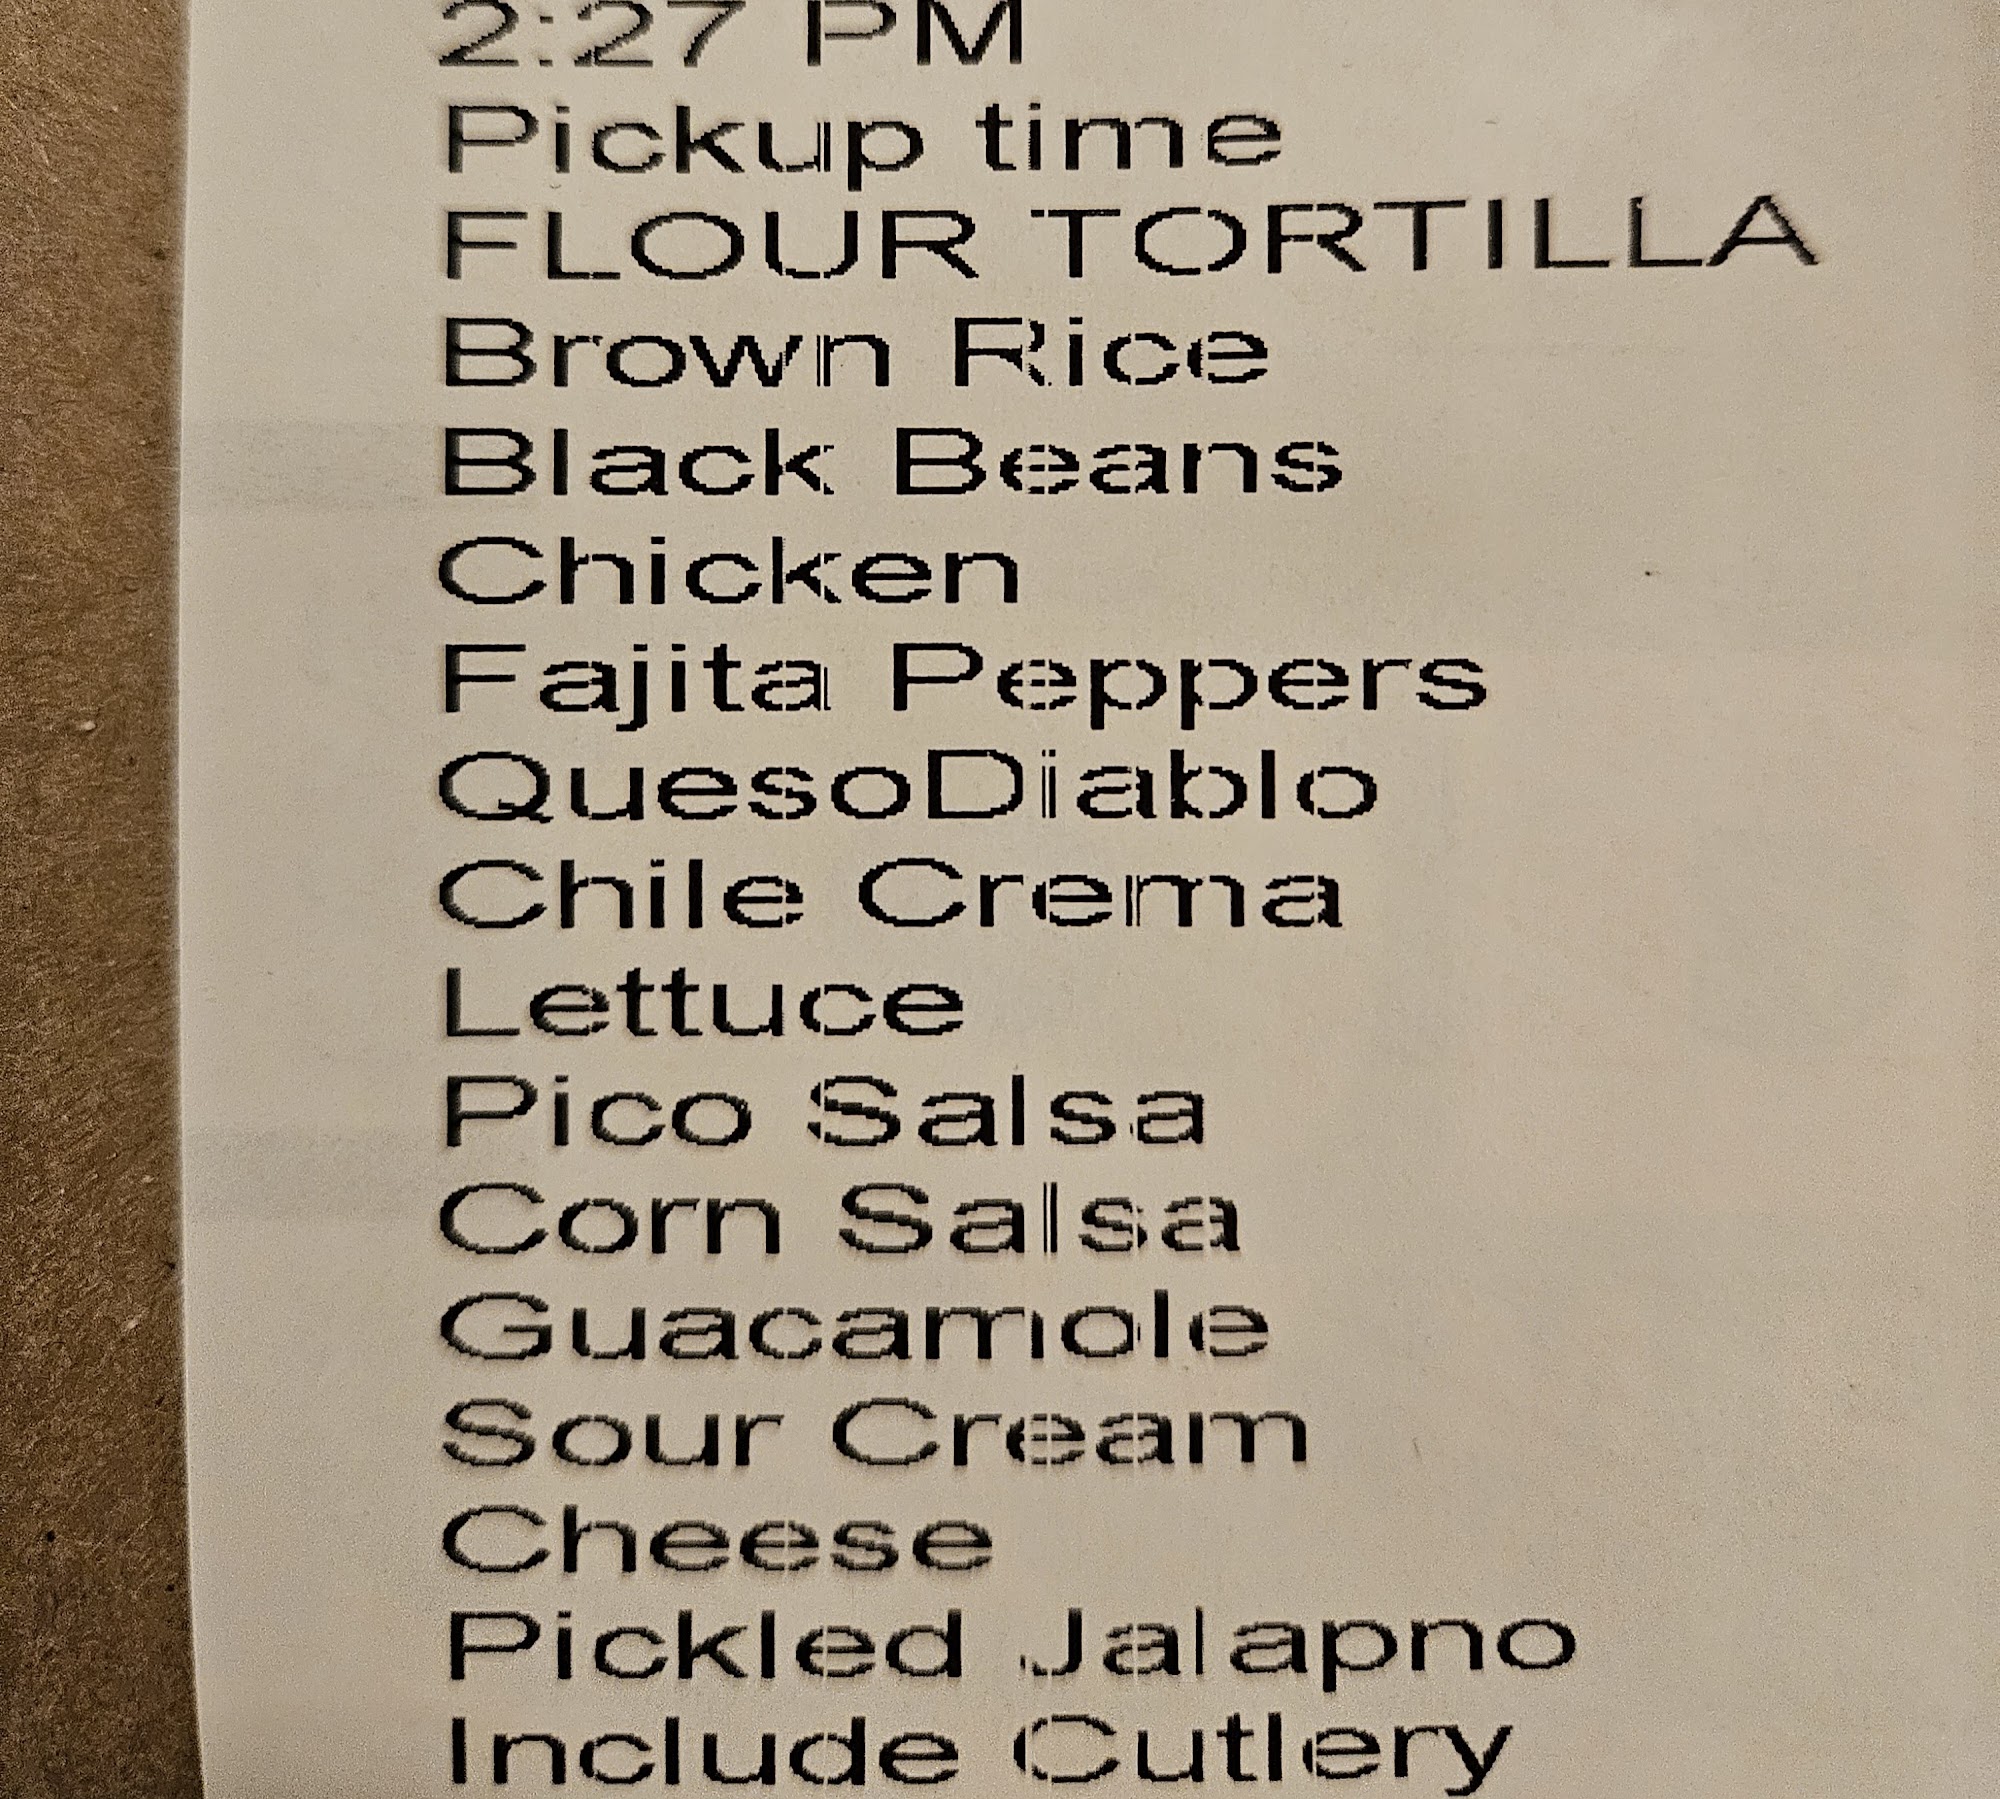 2:27 PM
Pickup time
FLOUR TORTILLA
Brown Rice
Black Beans
Chicken
Fajita Peppers
QuesoDiablo
Chile Crema
Lettuce
Pico Salsa
Corn Salsa
Guacamole
Sour Cream
Cheese
Pickled Jalapno
Include Cutlery